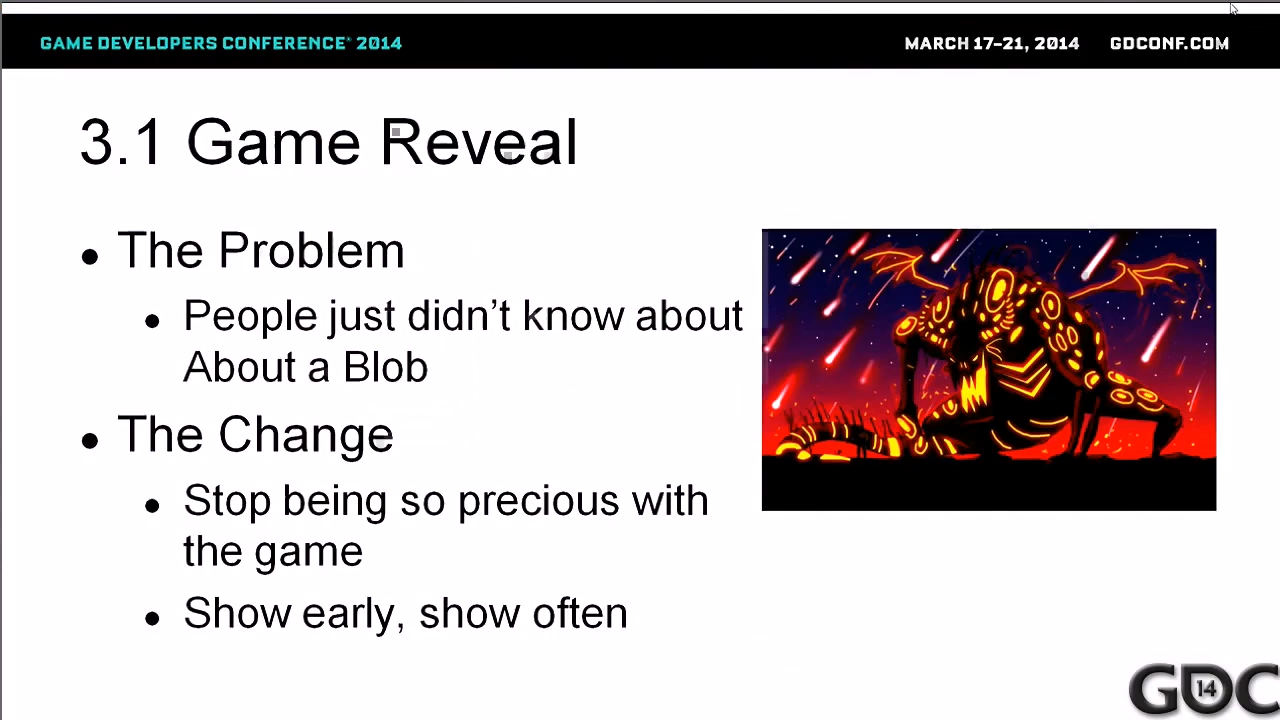 GAME DEVELOPERS CONFERENCE® 2014
MARCH 17–21, 2014 GDCONF.COM
3.1 Game Reveal
• The Problem
• People just didn’t know about
About a Blob
• The Change
• Stop being so precious with
the game
• Show early, show often
GDC 14